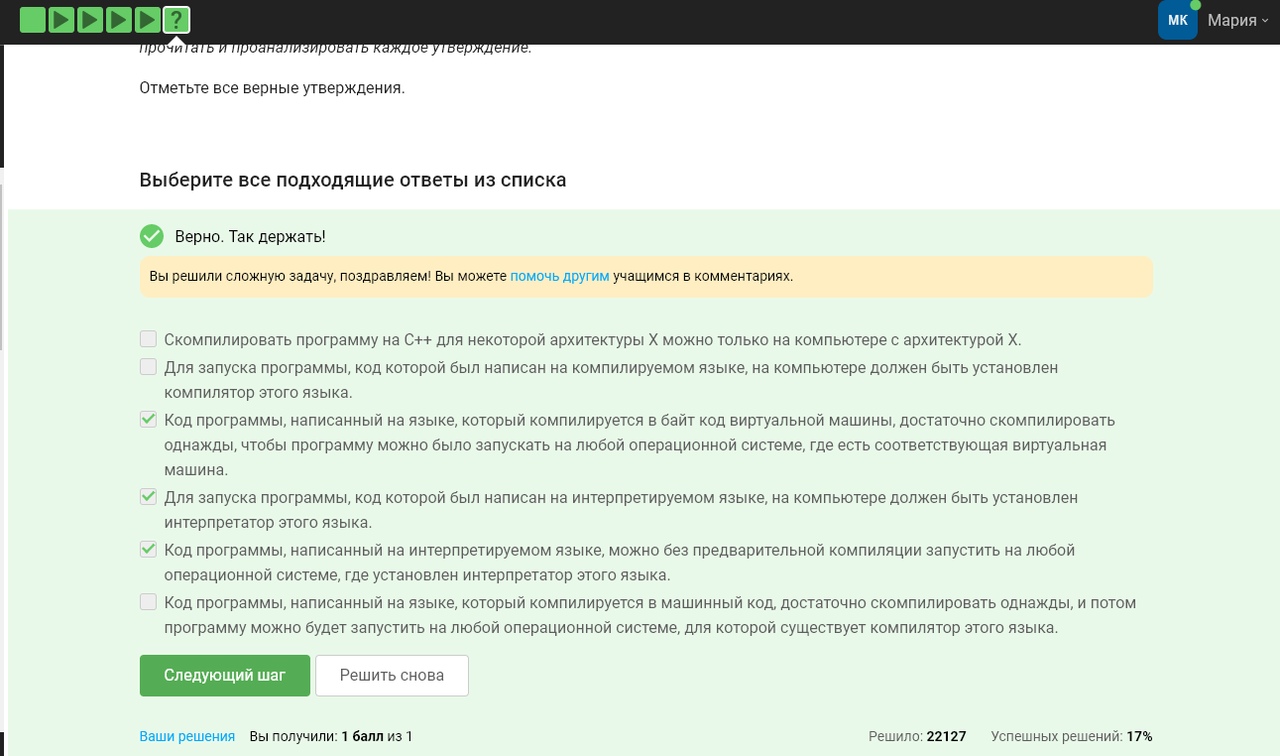 ?
МК
Мария
прочитать и проанализировать каждое утверждение.
Отметьте все верные утверждения.
Выберите все подходящие ответы из списка
Верно. Так держать!
Вы решили сложную задачу, поздравляем! Вы можете помочь другим учащимся в комментариях.
Скомпилировать программу на C++ для некоторой архитектуры X можно только на компьютере с архитектурой X.
Для запуска программы, код которой был написан на компилируемом языке, на компьютере должен быть установлен
компилятор этого языка.
Код программы, написанный на языке, который компилируется в байт код виртуальной машины, достаточно скомпилировать
однажды, чтобы программу можно было запускать на любой операционной системе, где есть соответствующая виртуальная
машина.
Для запуска программы, код которой был написан на интерпретируемом языке, на компьютере должен быть установлен
интерпретатор этого языка.
Код программы, написанный на интерпретируемом языке, можно без предварительной компиляции запустить на любой
операционной системе, где установлен интерпретатор этого языка.
Код программы, написанный на языке, который компилируется в машинный код, достаточно скомпилировать однажды, и потом
программу можно будет запустить на любой операционной системе, для которой существует компилятор этого языка.
Следующий шаг Решить снова
Ваши решения Вы получили: 1 балл из 1 Решило: 22127 Успешных решений: 17%